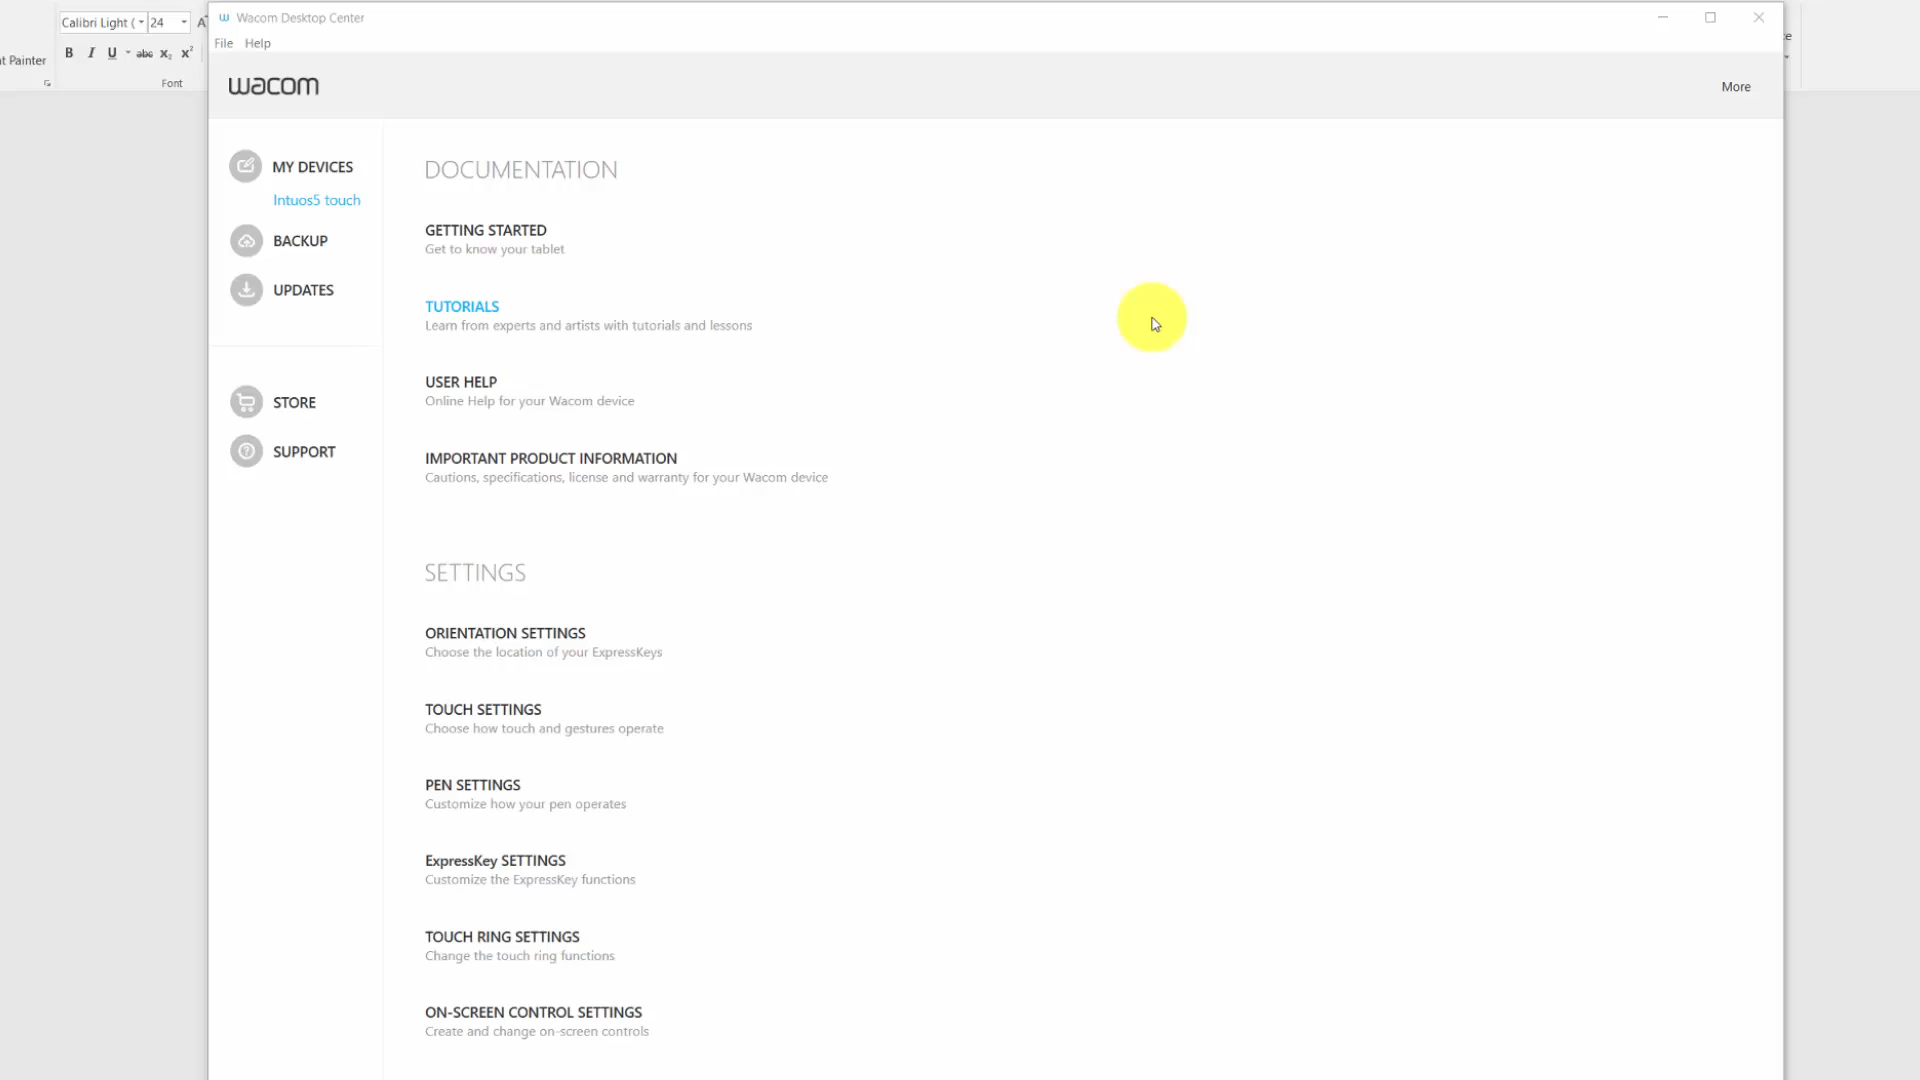 Calibri Light (
24
Wacom Desktop Center
File Help
t Painter
B I U abc x₂ x²
Font
wacom
More
MY DEVICES
Intuos5 touch
BACKUP
UPDATES
STORE
SUPPORT
DOCUMENTATION
GETTING STARTED
Get to know your tablet
TUTORIALS
Learn from experts and artists with tutorials and lessons
USER HELP
Online Help for your Wacom device
IMPORTANT PRODUCT INFORMATION
Cautions, specifications, license and warranty for your Wacom device
SETTINGS
ORIENTATION SETTINGS
Choose the location of your ExpressKeys
TOUCH SETTINGS
Choose how touch and gestures operate
PEN SETTINGS
Customize how your pen operates
ExpressKey SETTINGS
Customize the ExpressKey functions
TOUCH RING SETTINGS
Change the touch ring functions
ON-SCREEN CONTROL SETTINGS
Create and change on-screen controls